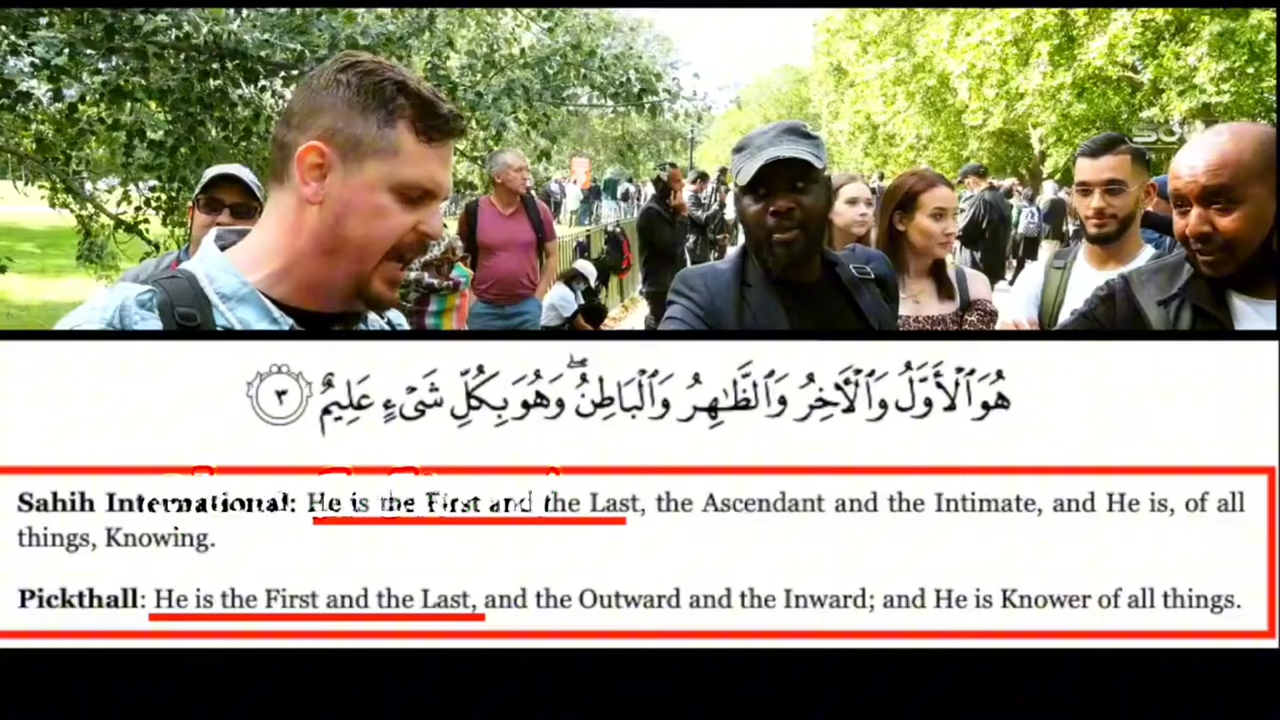 هُوَ ٱلْأَوَّلُ وَٱلْـَٔاخِرُ وَٱلظَّـٰهِرُ وَٱلْبَاطِنُ ۖ وَهُوَ بِكُلِّ شَىْءٍ عَلِيمٌ ٣
Sahih International: He is the First and the Last, the Ascendant and the Intimate, and He is, of all
things, Knowing.
Pickthall: He is the First and the Last, and the Outward and the Inward; and He is Knower of all things.